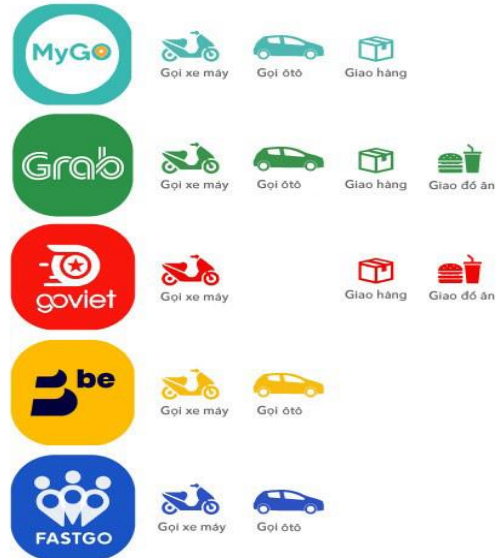 MyGO
Gọi xe máy Gọi ôtô Giao hàng
Grab
Gọi xe máy Gọi ôtô Giao hàng Giao đồ ăn
goviet
Gọi xe máy Giao hàng Giao đồ ăn
be
Gọi xe máy Gọi ôtô
FASTGO
Gọi xe máy Gọi ôtô